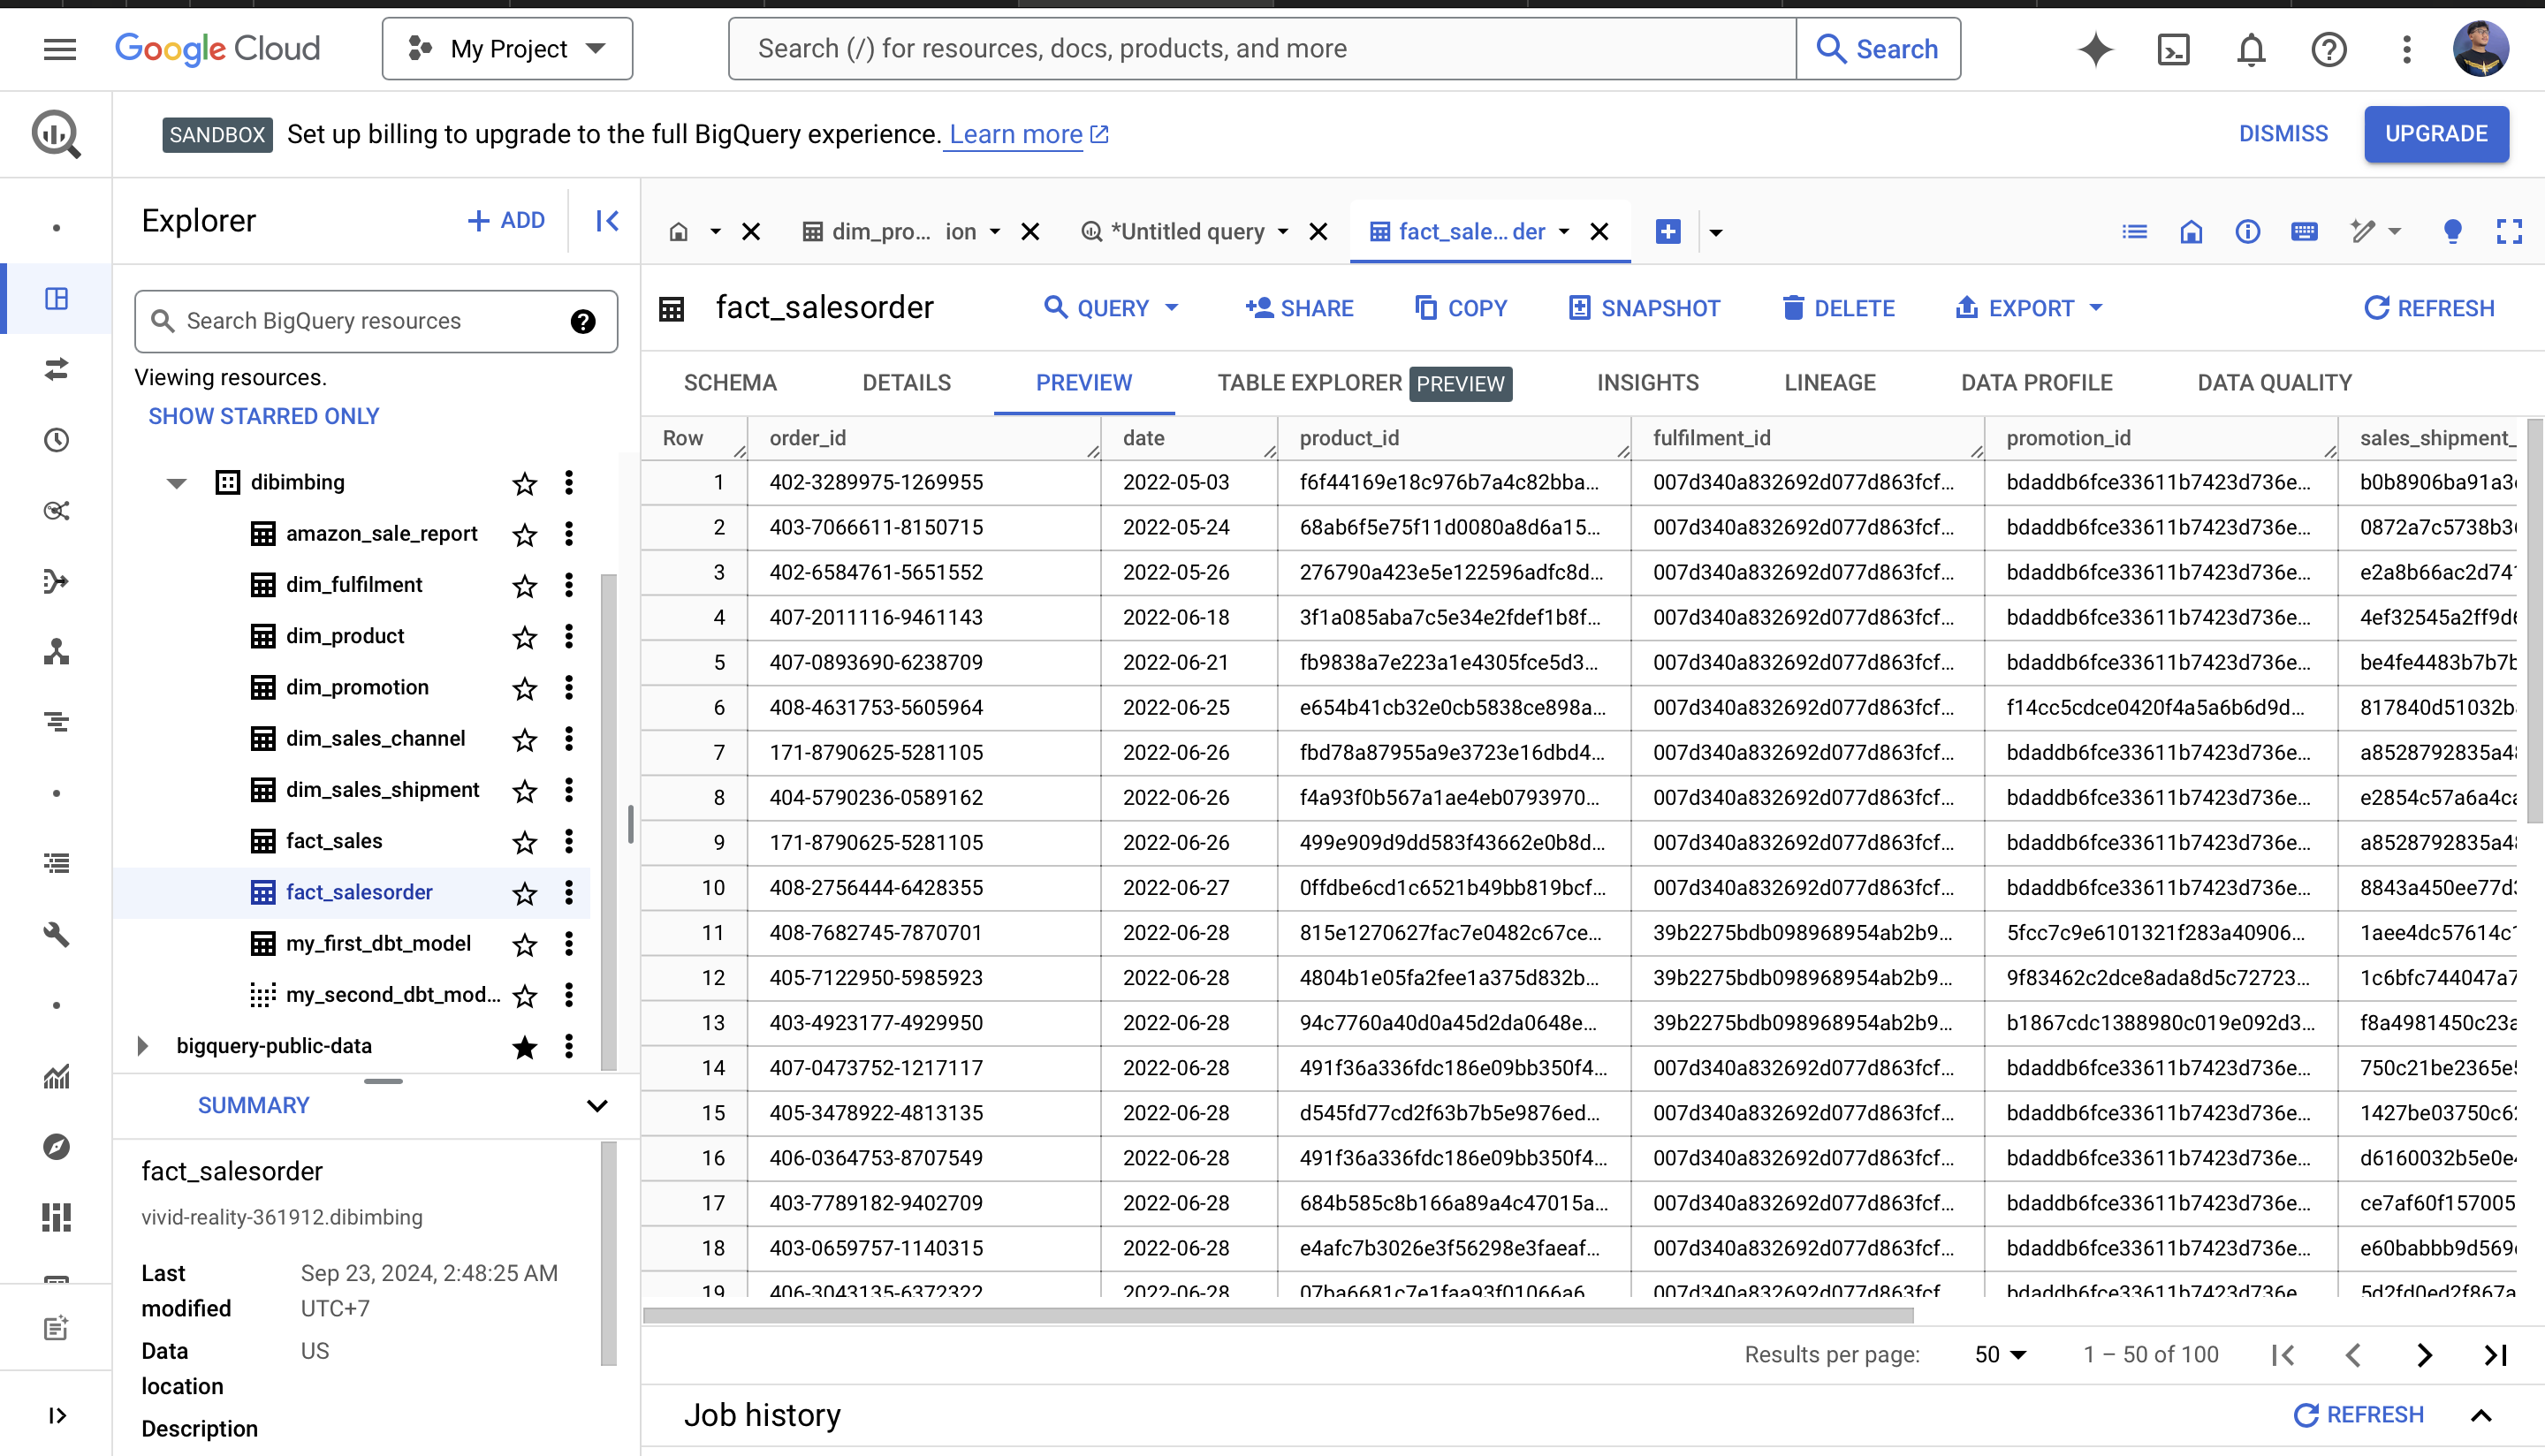 Google Cloud
My Project
Search (/) for resources, docs, products, and more
Search
SANDBOX
Set up billing to upgrade to the full BigQuery experience. Learn more
DISMISS
UPGRADE
Explorer
+ ADD
dim_pro... ion
*Untitled query
fact_sale... der
Search BigQuery resources
Viewing resources.
SHOW STARRED ONLY
dibimbing
amazon_sale_report
dim_fulfilment
dim_product
dim_promotion
dim_sales_channel
dim_sales_shipment
fact_sales
fact_salesorder
my_first_dbt_model
my_second_dbt_mod...
bigquery-public-data
SUMMARY
fact_salesorder
vivid-reality-361912.dibimbing
Last modified Sep 23, 2024, 2:48:25 AM UTC+7
Data location US
Description
fact_salesorder
QUERY
SHARE
COPY
SNAPSHOT
DELETE
EXPORT
REFRESH
SCHEMA DETAILS PREVIEW TABLE EXPLORER PREVIEW INSIGHTS LINEAGE DATA PROFILE DATA QUALITY
Row order_id date product_id fulfilment_id promotion_id sales_shipment_
1 402-3289975-1269955 2022-05-03 f6f44169e18c976b7a4c82bba... 007d340a832692d077d863fcf... bdaddb6fce33611b7423d736e... b0b8906ba91a3
2 403-7066611-8150715 2022-05-24 68ab6f5e75f11d0080a8d6a15... 007d340a832692d077d863fcf... bdaddb6fce33611b7423d736e... 0872a7c5738b3
3 402-6584761-5651552 2022-05-26 276790a423e5e122596adfc8d... 007d340a832692d077d863fcf... bdaddb6fce33611b7423d736e... e2a8b66ac2d74
4 407-2011116-9461143 2022-06-18 3f1a085aba7c5e34e2fdef1b8f... 007d340a832692d077d863fcf... bdaddb6fce33611b7423d736e... 4ef32545a2ff9d
5 407-0893690-6238709 2022-06-21 fb9838a7e223a1e4305fce5d3... 007d340a832692d077d863fcf... bdaddb6fce33611b7423d736e... be4fe4483b7b7b
6 408-4631753-5605964 2022-06-25 e654b41cb32e0cb5838ce898a... 007d340a832692d077d863fcf... f14cc5cdce0420f4a5a6b6d9d... 817840d51032b
7 171-8790625-5281105 2022-06-26 fbd78a87955a9e3723e16dbd4... 007d340a832692d077d863fcf... bdaddb6fce33611b7423d736e... a8528792835a4
8 404-5790236-0589162 2022-06-26 f4a93f0b567a1ae4eb0793970... 007d340a832692d077d863fcf... bdaddb6fce33611b7423d736e... e2854c57a6a4c
9 171-8790625-5281105 2022-06-26 499e909d9dd583f43662e0b8d... 007d340a832692d077d863fcf... bdaddb6fce33611b7423d736e... a8528792835a4
10 408-2756444-6428355 2022-06-27 0ffdbe6cd1c6521b49bb819bcf... 007d340a832692d077d863fcf... bdaddb6fce33611b7423d736e... 8843a450ee77d
11 408-7682745-7870701 2022-06-28 815e1270627fac7e0482c67ce... 39b2275bdb098968954ab2b9... 5fcc7c9e6101321f283a40906... 1aee4dc57614c
12 405-7122950-5985923 2022-06-28 4804b1e05fa2fee1a375d832b... 39b2275bdb098968954ab2b9... 9f83462c2dce8ada8d5c72723... 1c6bfc744047a7
13 403-4923177-4929950 2022-06-28 94c7760a40d0a45d2da0648e... 39b2275bdb098968954ab2b9... b1867cdc1388980c019e092d3... f8a4981450c23a
14 407-0473752-1217117 2022-06-28 491f36a336fdc186e09bb350f4... 007d340a832692d077d863fcf... bdaddb6fce33611b7423d736e... 750c21be2365e
15 405-3478922-4813135 2022-06-28 d545fd77cd2f63b7b5e9876ed... 007d340a832692d077d863fcf... bdaddb6fce33611b7423d736e... 1427be03750c6
16 406-0364753-8707549 2022-06-28 491f36a336fdc186e09bb350f4... 007d340a832692d077d863fcf... bdaddb6fce33611b7423d736e... d6160032b5e0e
17 403-7789182-9402709 2022-06-28 684b585c8b166a89a4c47015a... 007d340a832692d077d863fcf... bdaddb6fce33611b7423d736e... ce7af60f157005
18 403-0659757-1140315 2022-06-28 e4afc7b3026e3f56298e3faeaf... 007d340a832692d077d863fcf... bdaddb6fce33611b7423d736e... e60babbb9d569
19 406-3043135-6372322 2022-06-28 07ba6681c7e1faa93f01066a6 007d340a832692d077d863fcf bdaddb6fce33611b7423d736e 5d2fd0ed2f867a
Results per page: 50 1 – 50 of 100
Job history
REFRESH